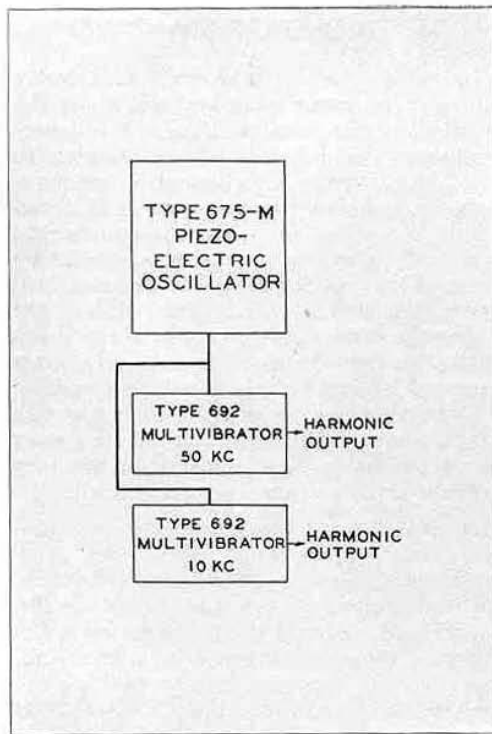 TYPE 675-M
PIEZO-
ELECTRIC
OSCILLATOR
TYPE 692
MULTIVIBRATOR
50 KC
HARMONIC
OUTPUT
TYPE 692
MULTIVIBRATOR
10 KC
HARMONIC
OUTPUT